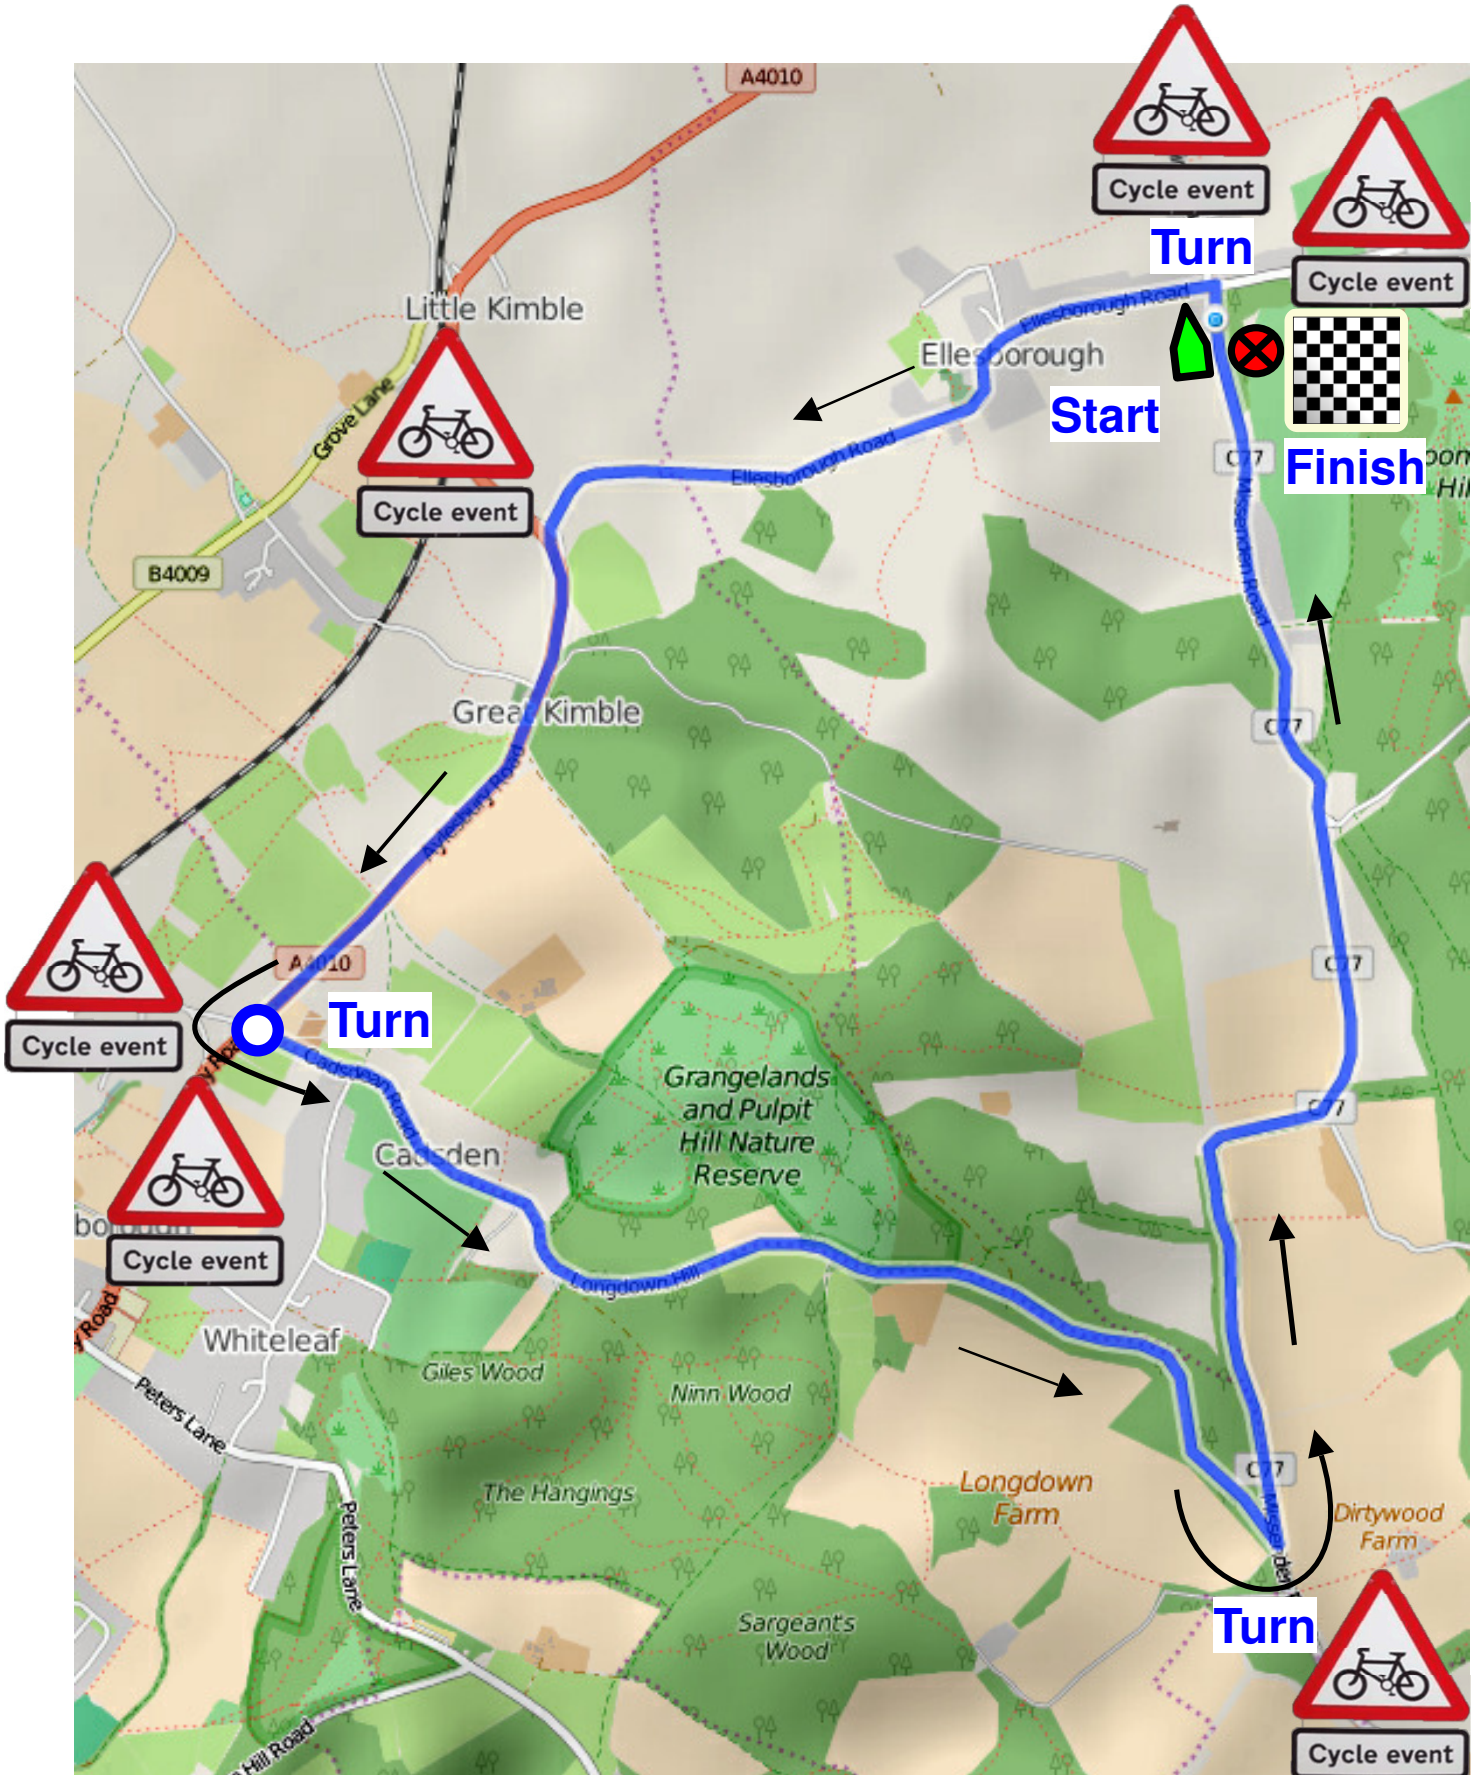 A4010
Cycle event
Cycle event
Turn
Little Kimble
Ellesborough Road
Ellesborough
Start
Finish
Grove Lane
C77
Ellesborough Road
Cycle event
Missenden Road
B4009
Great Kimble
C77
Aylesbury Road
A4010
C77
Turn
Cycle event
Cadsdean Road
Grangelands
and Pulpit
Hill Nature
Reserve
C77
Cadsden
Cycle event
Longdown Hill
Whiteleaf
y Road
Giles Wood
Ninn Wood
Peters Lane
C77
Longdown
Farm
The Hangings
Dirtywood
Farm
Peters Lane
Sargeant's
Wood
Turn
Hill Road
Cycle event